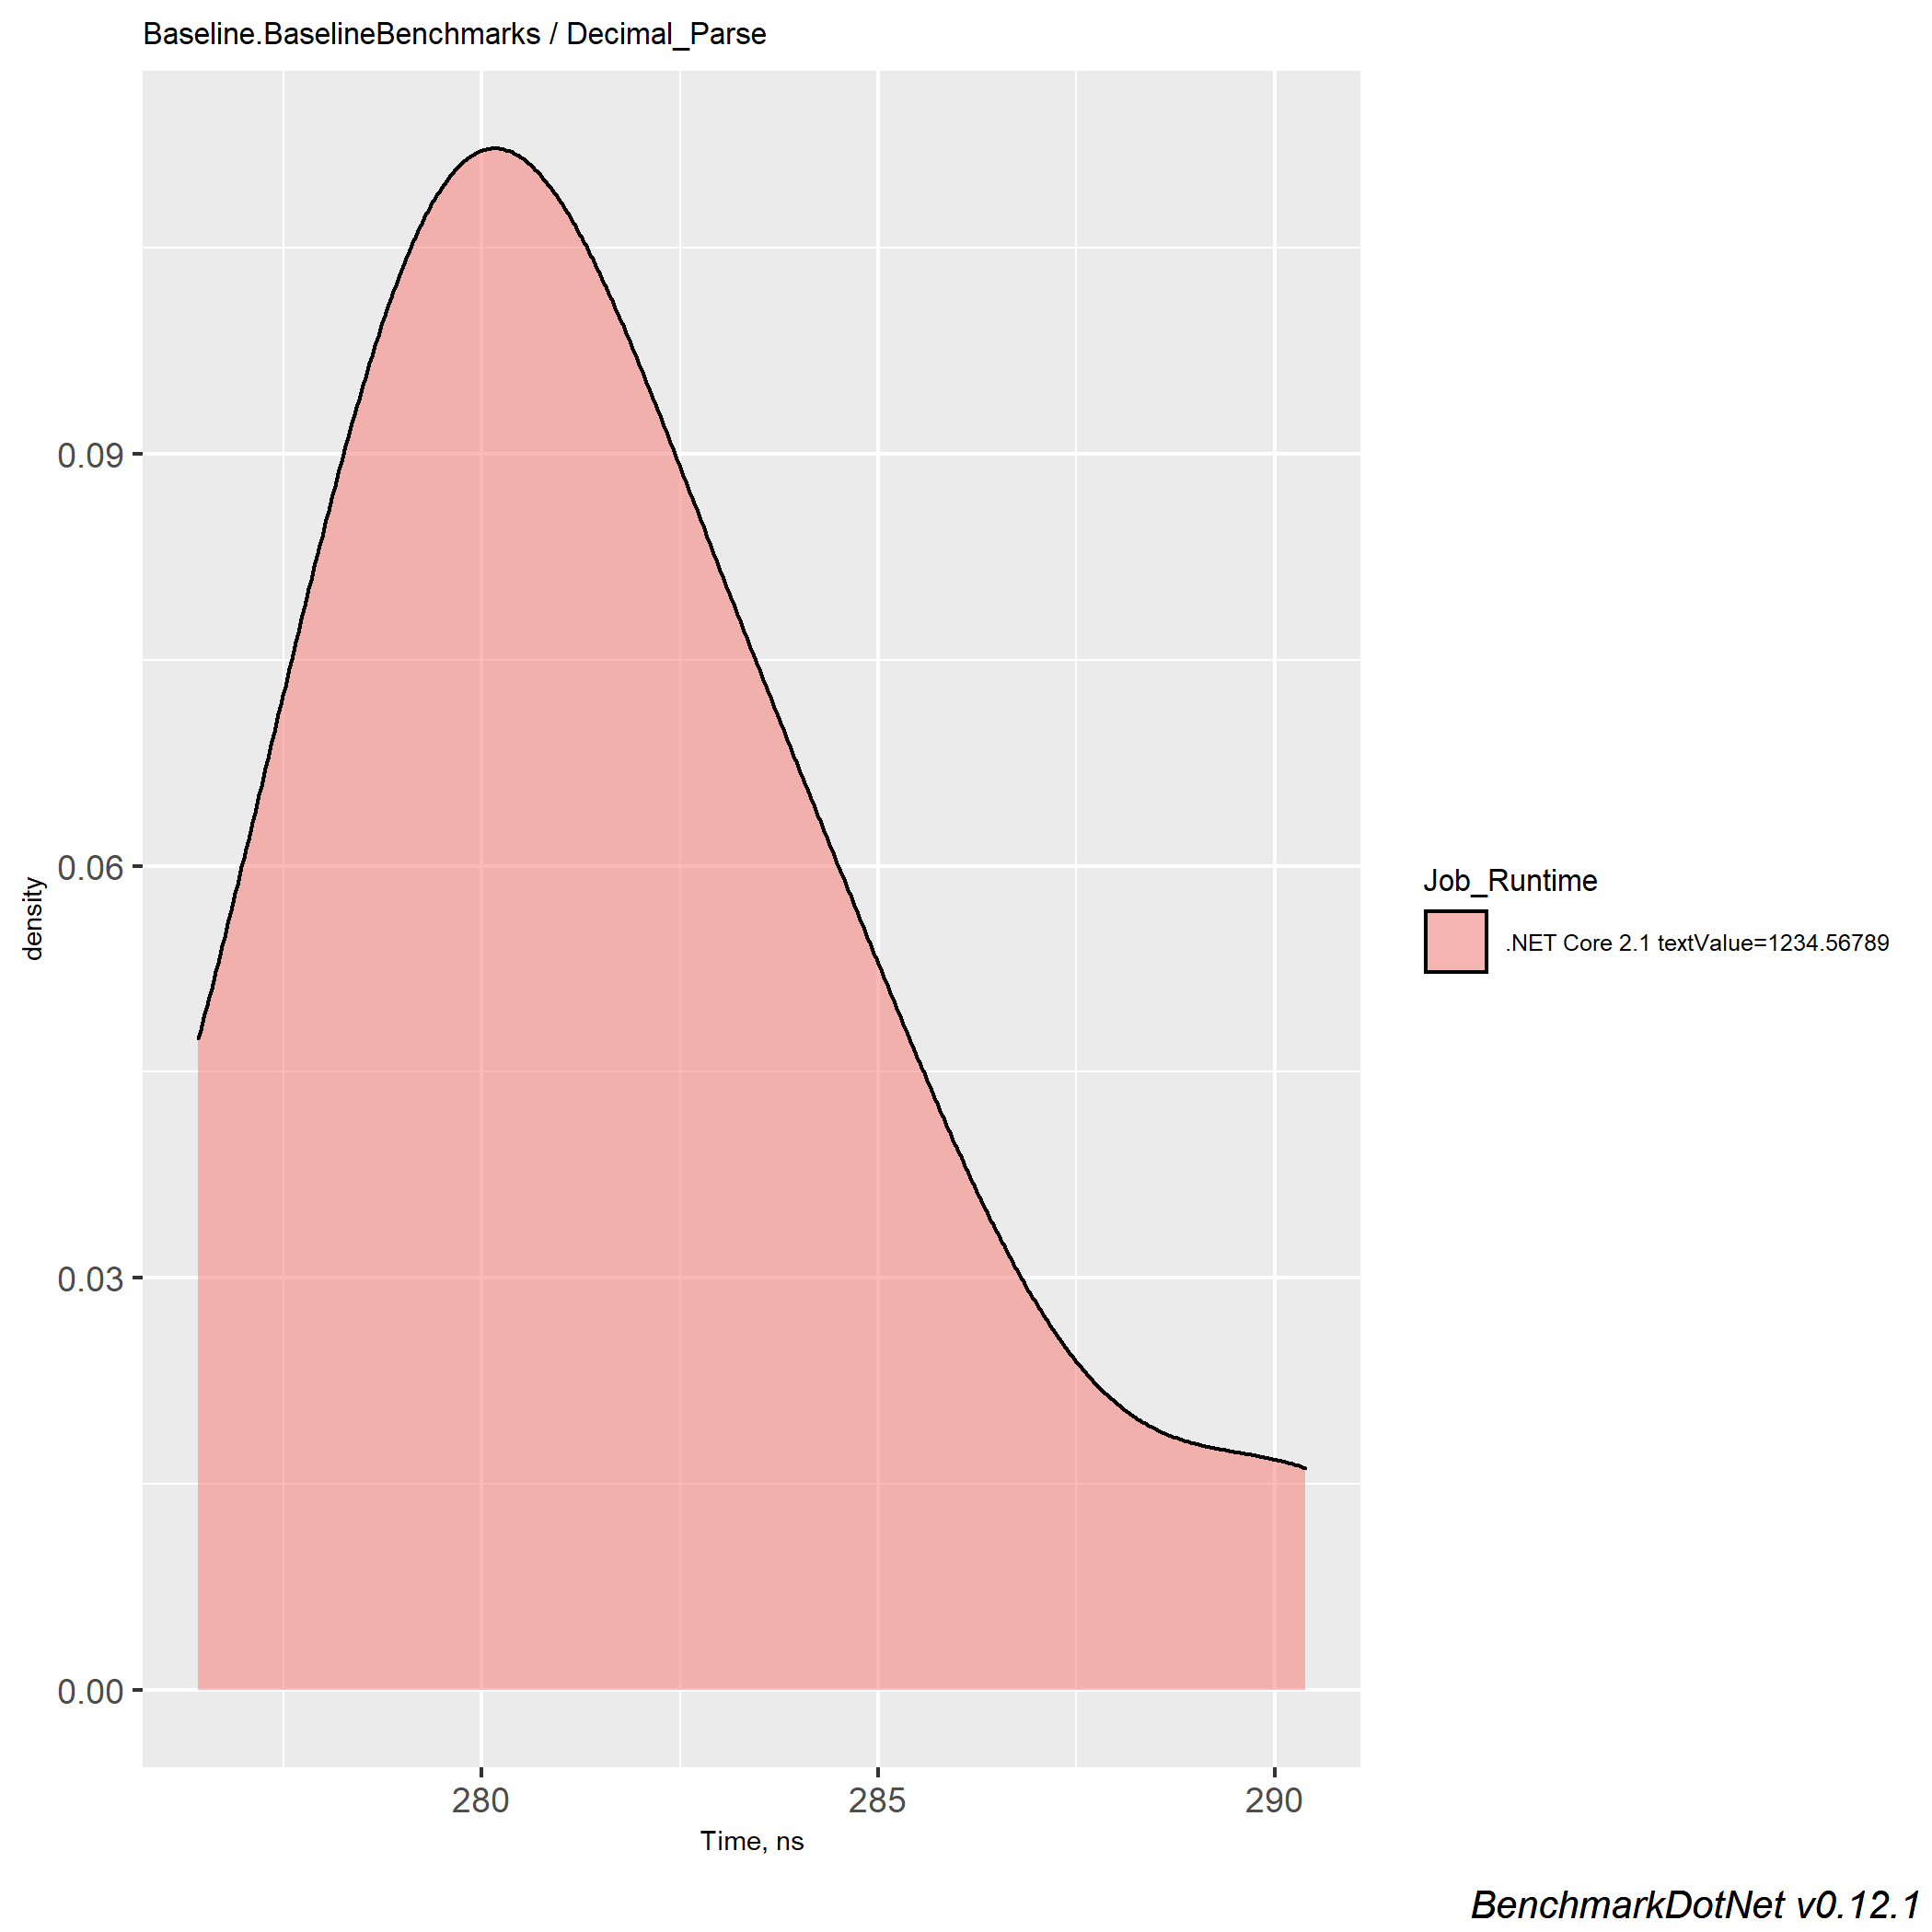 Baseline.BaselineBenchmarks / Decimal_Parse
density
0.09
0.06
0.03
0.00
280
285
290
Time, ns
Job_Runtime
.NET Core 2.1 textValue=1234.56789
BenchmarkDotNet v0.12.1